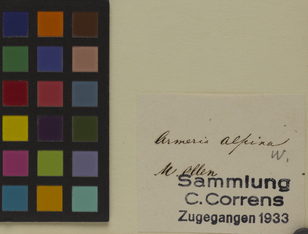 Armeria alpina
W.
M
Sammlung
C. Correns
Zugegangen 1933